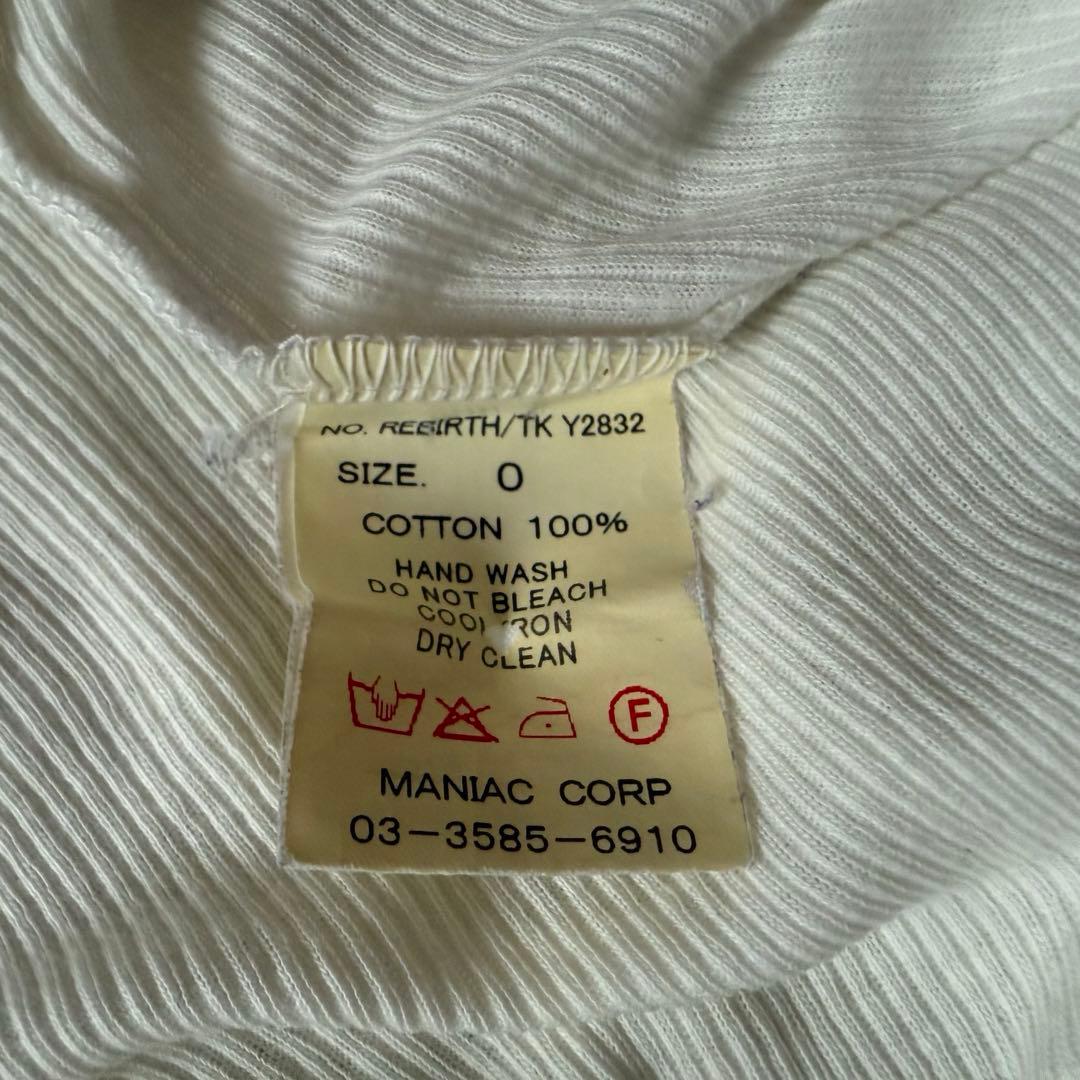 NO. REBIRTH/TK Y2832
SIZE. 0
COTTON 100%
HAND WASH
DO NOT BLEACH
COOL IRON
DRY CLEAN
F
MANIAC CORP
03-3585-6910